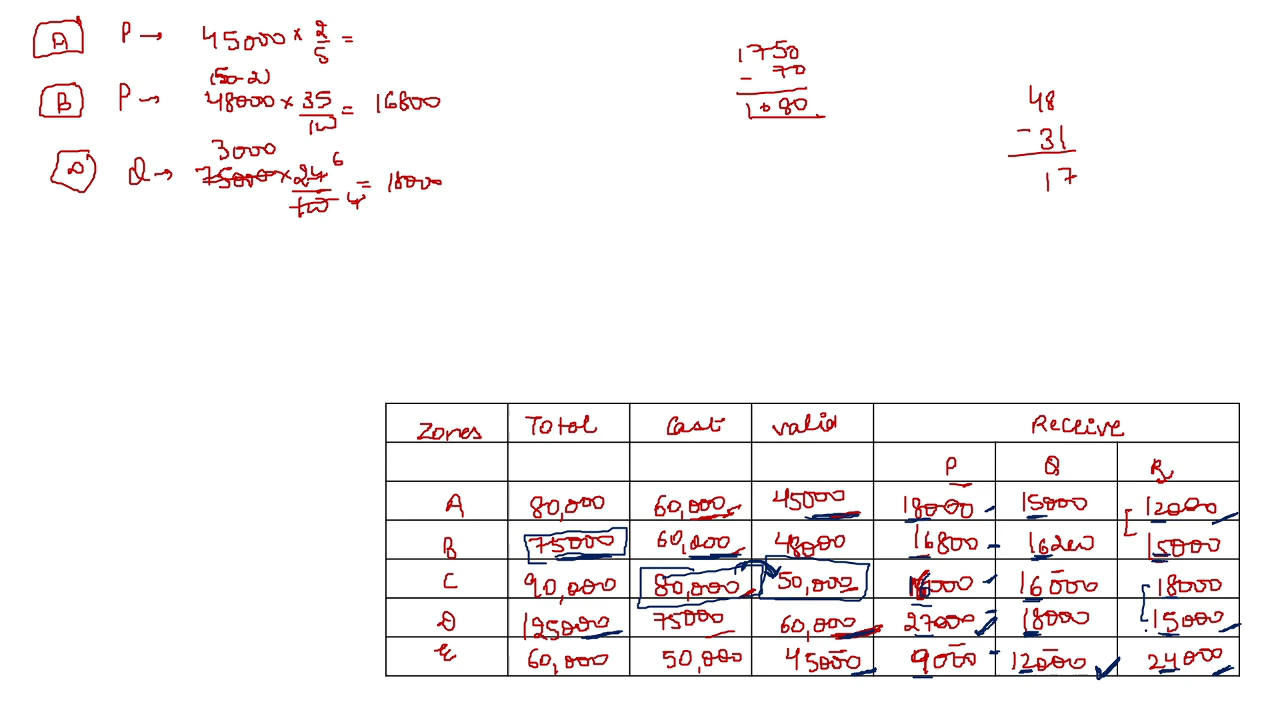 A P → 45000 × 2/5 =
(50-2)
B P → 48000 × 35/100 = 16800
3000
D Q → 75000 × 24/100 6 4 = 18000
1750
- 70
1080
48
- 31
17
Zones Total Cast valid Receive
P Q R
A 80,000 60,000 45000 18000 15000 12000
B 75000 60,000 48000 16800 16200 15000
C 90,000 80,000 50,000 16000 16000 18000
D 125000 75000 60,000 27000 18000 15000
E 60,000 50,000 45000 9000 12000 24000